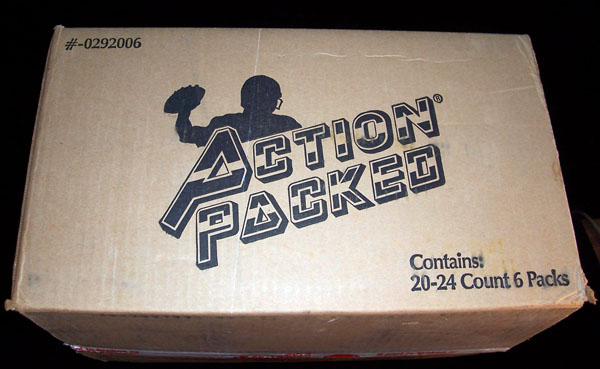 #-0292006
ACTION®
PACKED
Contains:
20-24 Count 6 Packs